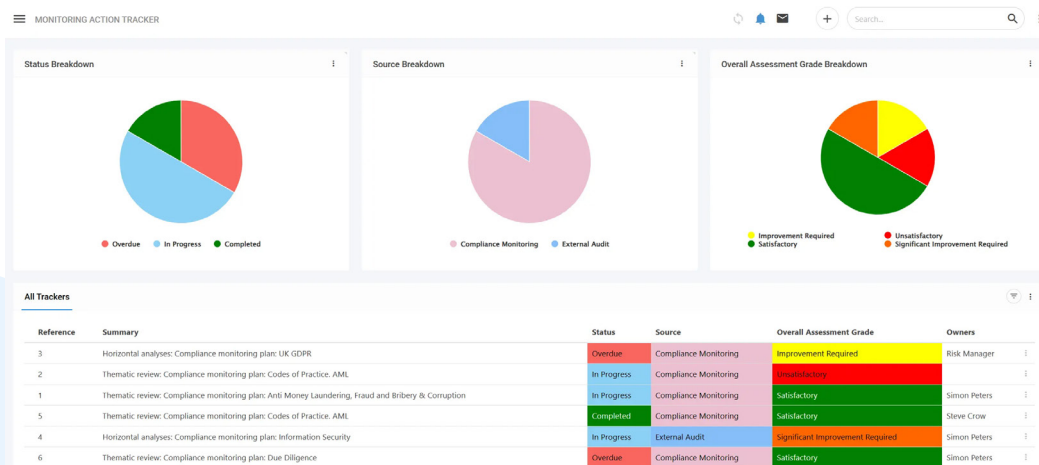 MONITORING ACTION TRACKER
Search...
Status Breakdown
Overdue In Progress Completed
Source Breakdown
Compliance Monitoring External Audit
Overall Assessment Grade Breakdown
Improvement Required Unsatisfactory
Satisfactory Significant Improvement Required
All Trackers
Reference Summary Status Source Overall Assessment Grade Owners
3 Horizontal analyses: Compliance monitoring plan: UK GDPR Overdue Compliance Monitoring Improvement Required Risk Manager
2 Thematic review: Compliance monitoring plan: Codes of Practice. AML In Progress Compliance Monitoring Unsatisfactory
1 Thematic review: Compliance monitoring plan: Anti Money Laundering, Fraud and Bribery & Corruption In Progress Compliance Monitoring Satisfactory Simon Peters
5 Thematic review: Compliance monitoring plan: Codes of Practice. AML Completed Compliance Monitoring Satisfactory Steve Crow
4 Horizontal analyses: Compliance monitoring plan: Information Security In Progress External Audit Significant Improvement Required Simon Peters
6 Thematic review: Compliance monitoring plan: Due Diligence Overdue Compliance Monitoring Satisfactory Simon Peters